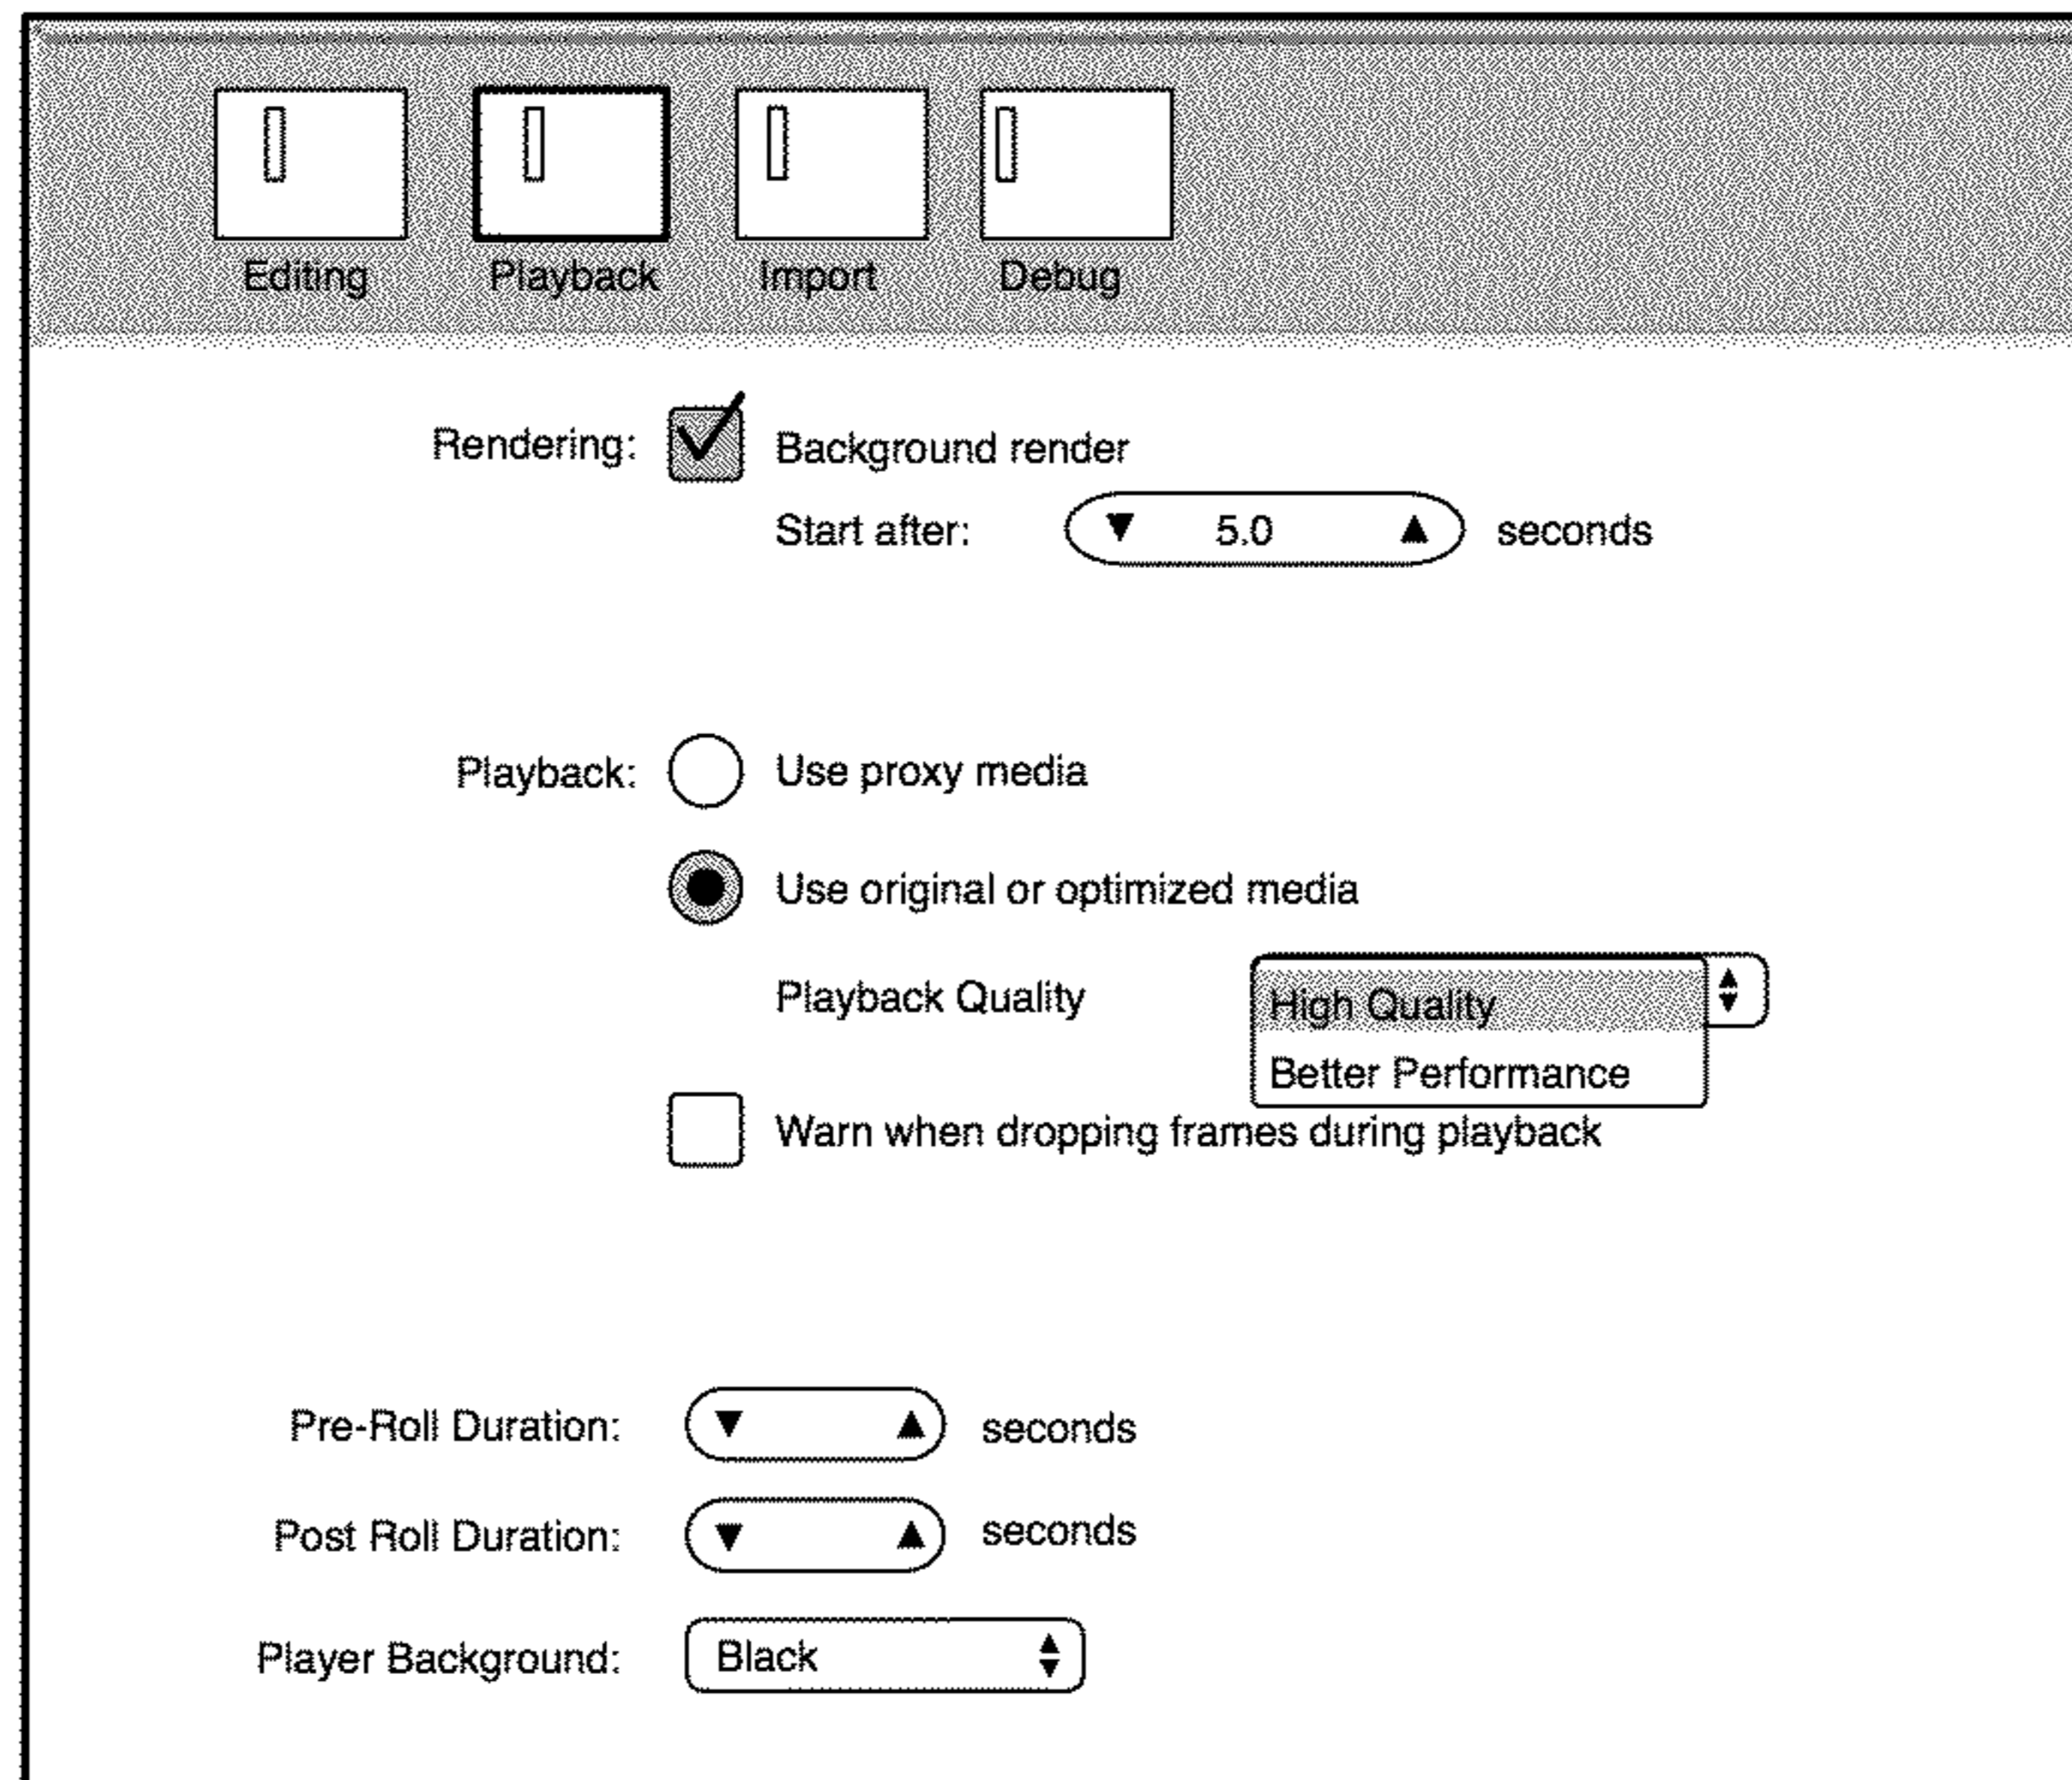 Editing Playback Import Debug
Rendering: Background render
Start after: 5.0 seconds
Playback: Use proxy media
Use original or optimized media
Playback Quality High Quality
Better Performance
Warn when dropping frames during playback
Pre-Roll Duration: seconds
Post Roll Duration: seconds
Player Background: Black